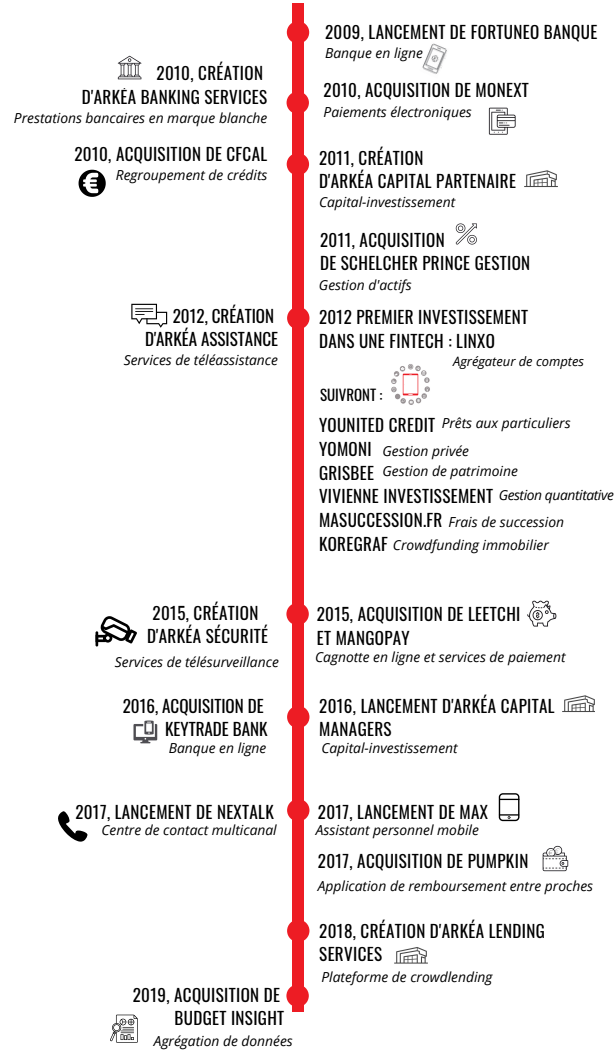 2009, LANCEMENT DE FORTUNEO BANQUE
Banque en ligne
2010, CRÉATION
D'ARKÉA BANKING SERVICES
Prestations bancaires en marque blanche
2010, ACQUISITION DE MONEXT
Paiements électroniques
2010, ACQUISITION DE CFCAL
Regroupement de crédits
2011, CRÉATION
D'ARKÉA CAPITAL PARTENAIRE
Capital-investissement
2011, ACQUISITION
DE SCHELCHER PRINCE GESTION
Gestion d'actifs
2012, CRÉATION
D'ARKÉA ASSISTANCE
Services de téléassistance
2012 PREMIER INVESTISSEMENT
DANS UNE FINTECH : LINXO
Agrégateur de comptes
SUIVRONT :
YOUNITED CREDIT Prêts aux particuliers
YOMONI Gestion privée
GRISBEE Gestion de patrimoine
VIVIENNE INVESTISSEMENT Gestion quantitative
MASUCCESSION.FR Frais de succession
KOREGRAF Crowdfunding immobilier
2015, CRÉATION
D'ARKÉA SÉCURITÉ
Services de télésurveillance
2015, ACQUISITION DE LEETCHI
ET MANGOPAY
Cagnotte en ligne et services de paiement
2016, ACQUISITION DE
KEYTRADE BANK
Banque en ligne
2016, LANCEMENT D'ARKÉA CAPITAL
MANAGERS
Capital-investissement
2017, LANCEMENT DE NEXTALK
Centre de contact multicanal
2017, LANCEMENT DE MAX
Assistant personnel mobile
2017, ACQUISITION DE PUMPKIN
Application de remboursement entre proches
2018, CRÉATION D'ARKÉA LENDING
SERVICES
Plateforme de crowdlending
2019, ACQUISITION DE
BUDGET INSIGHT
Agrégation de données